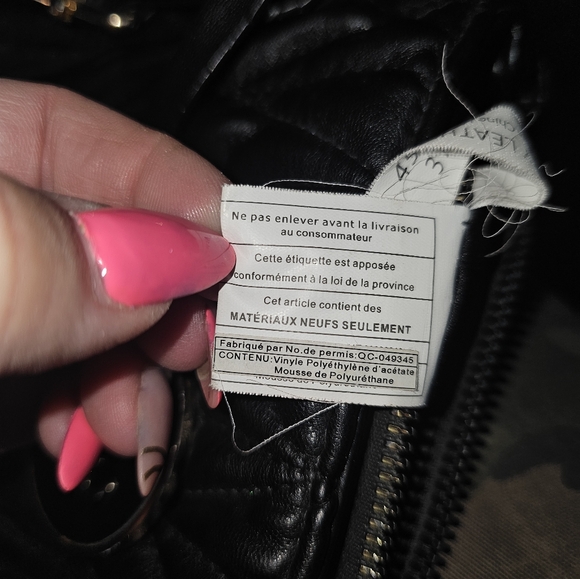 Ne pas enlever avant la livraison
au consommateur
Cette étiquette est apposée
conformément à la loi de la province
Cet article contient des
MATÉRIAUX NEUFS SEULEMENT
Fabriqué par No.de permis:QC-049345
CONTENU:Vinyle Polyéthylène d'acétate
Mousse de Polyuréthane